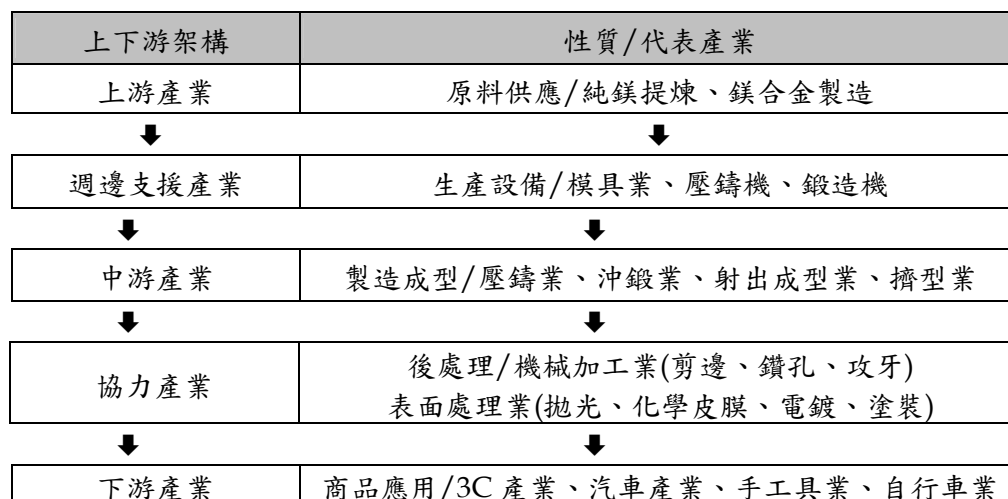 上下游架構 性質/代表產業
上游產業 原料供應/純鎂提煉、鎂合金製造
週邊支援產業 生產設備/模具業、壓鑄機、鍛造機
中游產業 製造成型/壓鑄業、沖鍛業、射出成型業、擠型業
協力產業 後處理/機械加工業(剪邊、鑽孔、攻牙)
表面處理業(拋光、化學皮膜、電鍍、塗裝)
下游產業 商品應用/3C 產業、汽車產業、手工具業、自行車業